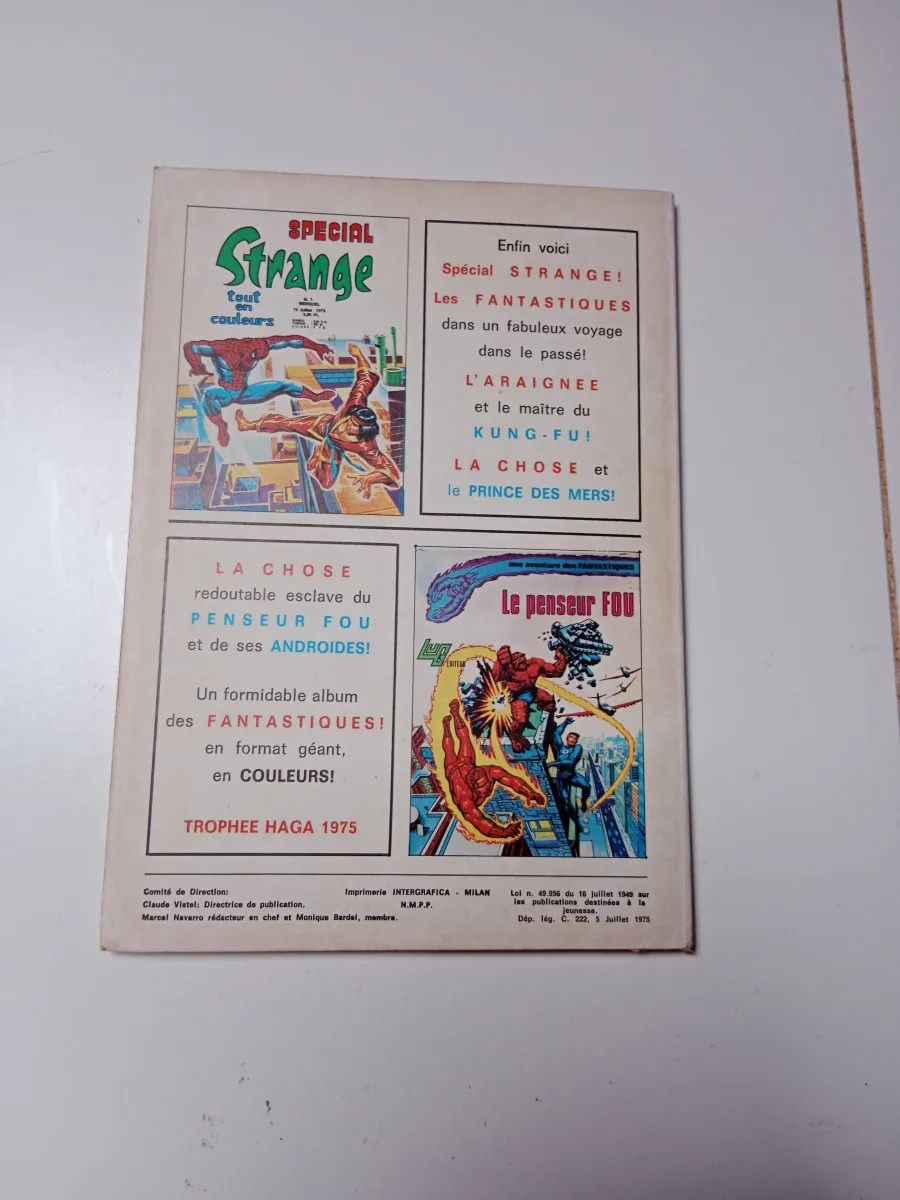 SPECIAL
Strange
tout
en
couleurs
N. 1
MENSUEL
Enfin voici
Spécial STRANGE!
Les FANTASTIQUES
dans un fabuleux voyage
dans le passé!
L'ARAIGNEE
et le maître du
KUNG-FU!
LA CHOSE et
le PRINCE DES MERS!
LA CHOSE
redoutable esclave du
PENSEUR FOU
et de ses ANDROIDES!
Un formidable album
des FANTASTIQUES!
en format géant,
en COULEURS!
TROPHEE HAGA 1975
une aventure des FANTASTIQUES
Le penseur FOU
LUG
EDITEUR
Comité de Direction:
Claude Vistel: Directrice de publication.
Marcel Navarro rédacteur en chef et Monique Bardel, membre.
Imprimerie INTERGRAFICA - MILAN
N.M.P.P.
Loi n. 49.956 du 16 juillet 1949 sur
les publications destinées à la
jeunesse.
Dép. lég. C. 222, 5 Juillet 1975